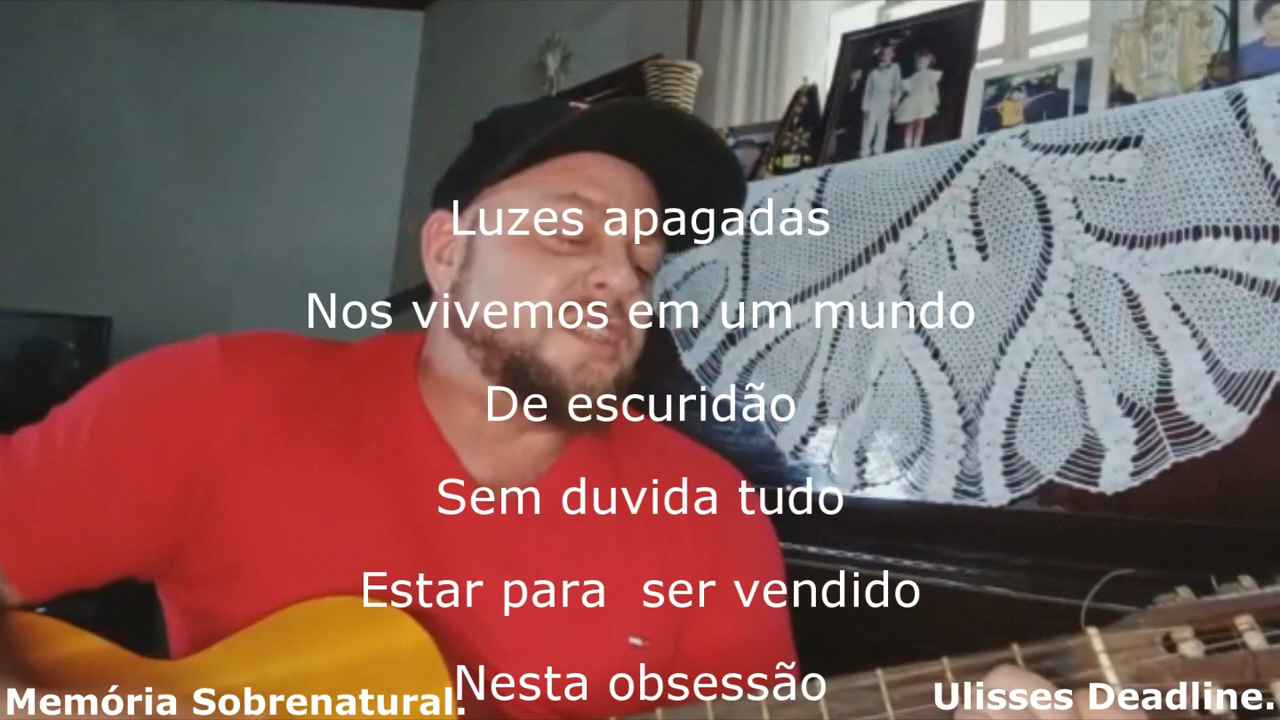 Luzes apagadas
Nos vivemos em um mundo
De escuridão
Sem duvida tudo
Estar para  ser vendido
Nesta obsessão
Memória Sobrenatural.
Ulisses Deadline.